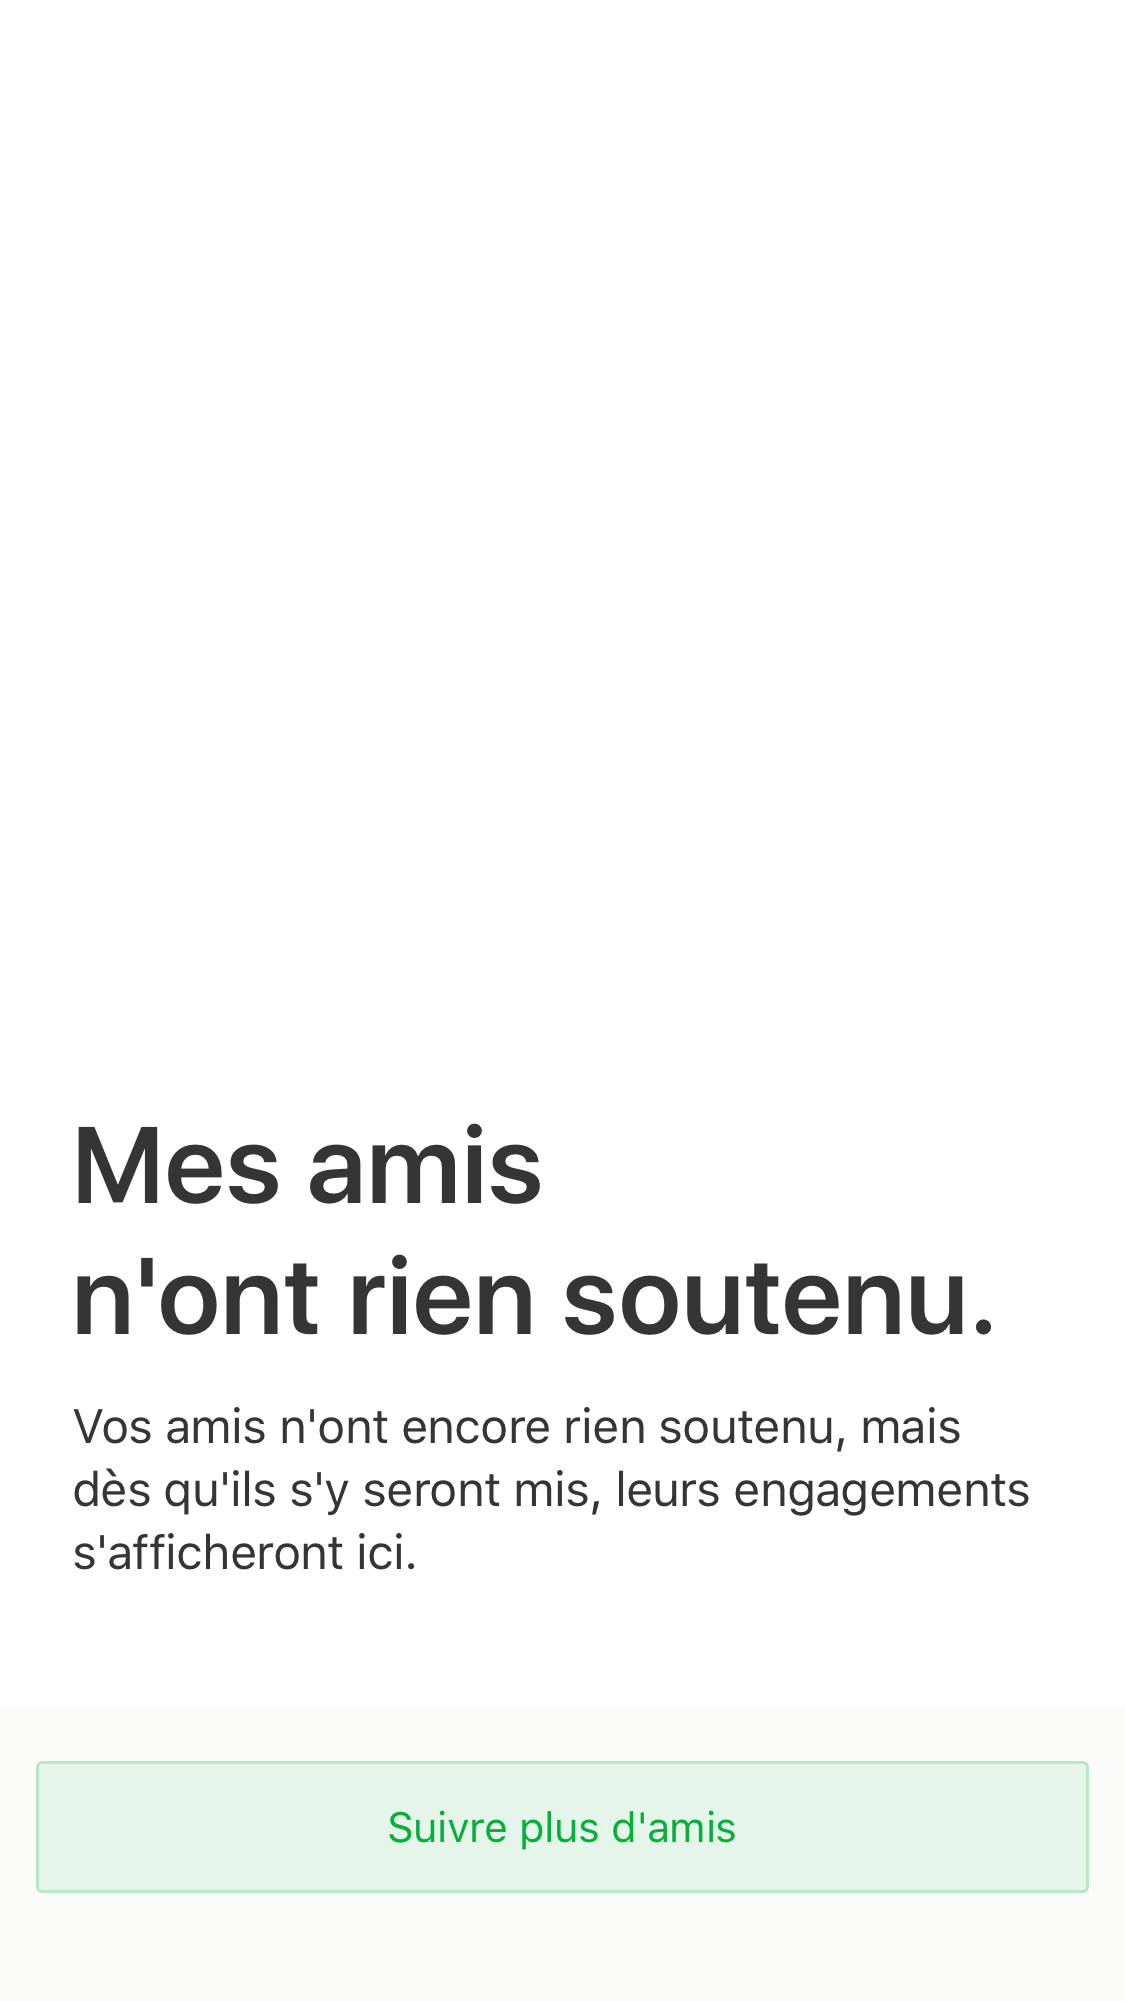 Mes amis
n'ont rien soutenu.
Vos amis n'ont encore rien soutenu, mais
dès qu'ils s'y seront mis, leurs engagements
s'afficheront ici.
Suivre plus d'amis